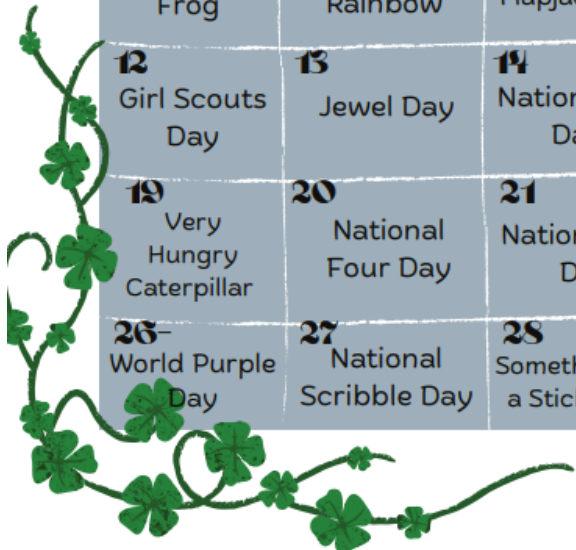 Frog
Rainbow
12
Girl Scouts
Day
13
Jewel Day
14
19
Very
Hungry
Caterpillar
20
National
Four Day
21
26-
World Purple
Day
27
National
Scribble Day
28
a